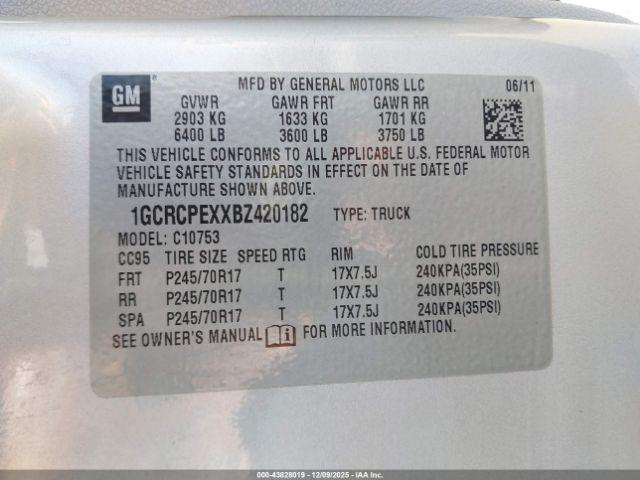 GM
®
MFD BY GENERAL MOTORS LLC 06/11
GVWR GAWR FRT GAWR RR
2903 KG 1633 KG 1701 KG
6400 LB 3600 LB 3750 LB
THIS VEHICLE CONFORMS TO ALL APPLICABLE U.S. FEDERAL MOTOR
VEHICLE SAFETY STANDARDS IN EFFECT ON THE DATE OF
MANUFACTURE SHOWN ABOVE.
1GCRCPEXXBZ420182 TYPE: TRUCK
MODEL: C10753
CC95 TIRE SIZE SPEED RTG RIM COLD TIRE PRESSURE
FRT P245/70R17 T 17X7.5J 240KPA(35PSI)
RR P245/70R17 T 17X7.5J 240KPA(35PSI)
SPA P245/70R17 T 17X7.5J 240KPA(35PSI)
SEE OWNER'S MANUAL FOR MORE INFORMATION.
000-43828019 - 12/09/2025 - IAA Inc.